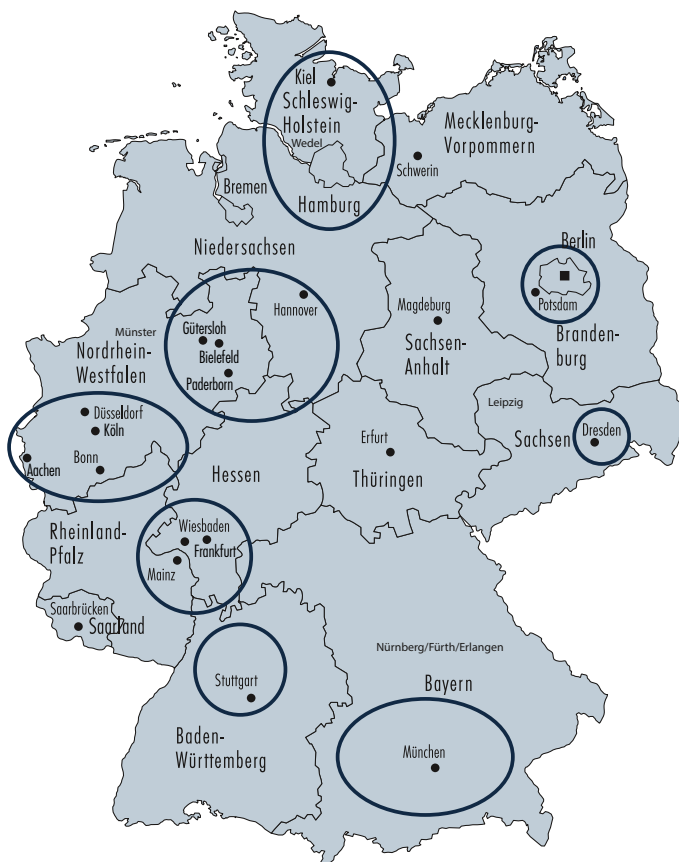 Kiel
Schleswig-
Holstein
Wedel
Mecklenburg-
Vorpommern
Schwerin
Bremen
Hamburg
Niedersachsen
Berlin
Potsdam
Branden-
burg
Hannover
Magdeburg
Sachsen-
Anhalt
Münster
Gütersloh
Bielefeld
Paderborn
Nordrhein-
Westfalen
Düsseldorf
Köln
Aachen
Bonn
Leipzig
Dresden
Sachsen
Erfurt
Thüringen
Hessen
Wiesbaden
Frankfurt
Mainz
Rheinland-
Pfalz
Saarbrücken
Saarland
Nürnberg/Fürth/Erlangen
Stuttgart
Bayern
Baden-
Württemberg
München